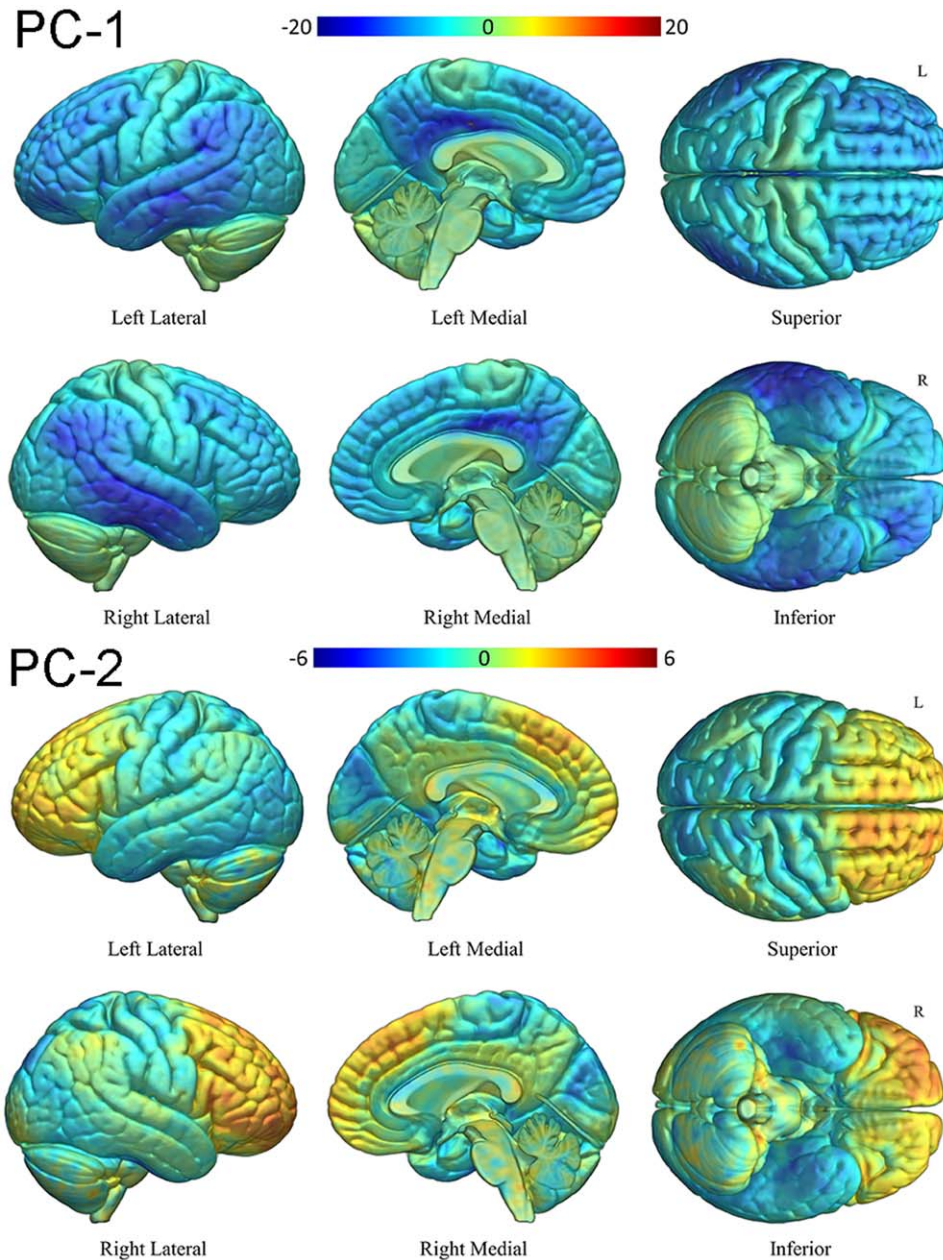 PC-1
-20 0 20
L
Left Lateral Left Medial Superior
R
Right Lateral Right Medial Inferior
PC-2
-6 0 6
L
Left Lateral Left Medial Superior
R
Right Lateral Right Medial Inferior